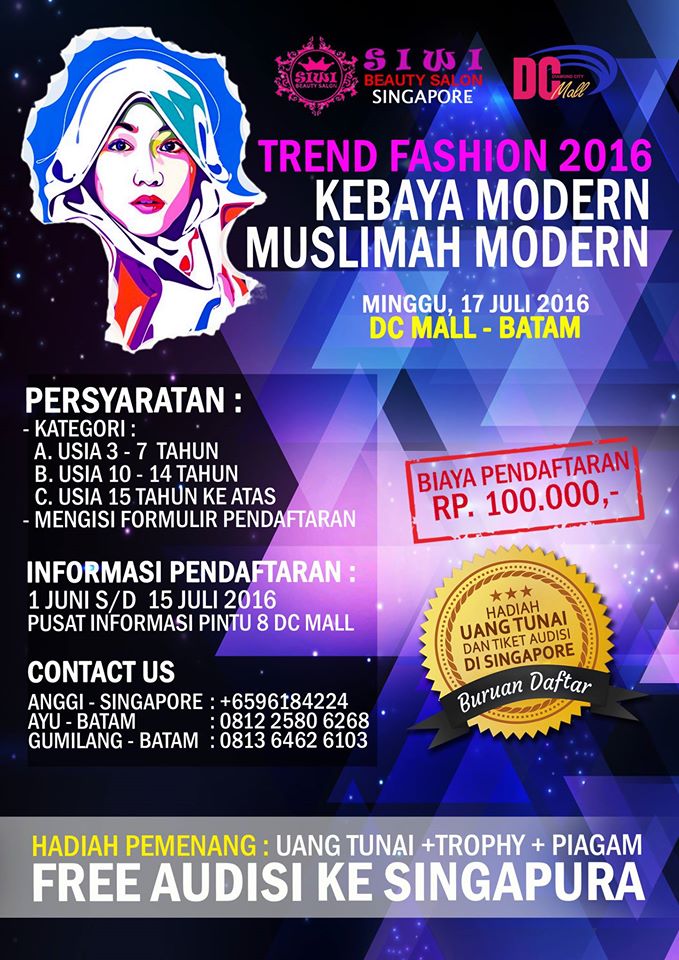 SIWI
BEAUTY SALON
SIWI
BEAUTY SALON
SINGAPORE
DC
DIAMOND CITY
Mall
TREND FASHION 2016
KEBAYA MODERN
MUSLIMAH MODERN
MINGGU, 17 JULI 2016
DC MALL - BATAM
PERSYARATAN :
- KATEGORI :
A. USIA 3 - 7 TAHUN
B. USIA 10 - 14 TAHUN
C. USIA 15 TAHUN KE ATAS
- MENGISI FORMULIR PENDAFTARAN
BIAYA PENDAFTARAN
RP. 100.000,-
INFORMASI PENDAFTARAN :
1 JUNI S/D 15 JULI 2016
PUSAT INFORMASI PINTU 8 DC MALL
HADIAH
UANG TUNAI
DAN TIKET AUDISI
DI SINGAPORE
Buruan Daftar
CONTACT US
ANGGI - SINGAPORE : +6596184224
AYU - BATAM : 0812 2580 6268
GUMILANG - BATAM : 0813 6462 6103
HADIAH PEMENANG : UANG TUNAI +TROPHY + PIAGAM
FREE AUDISI KE SINGAPURA